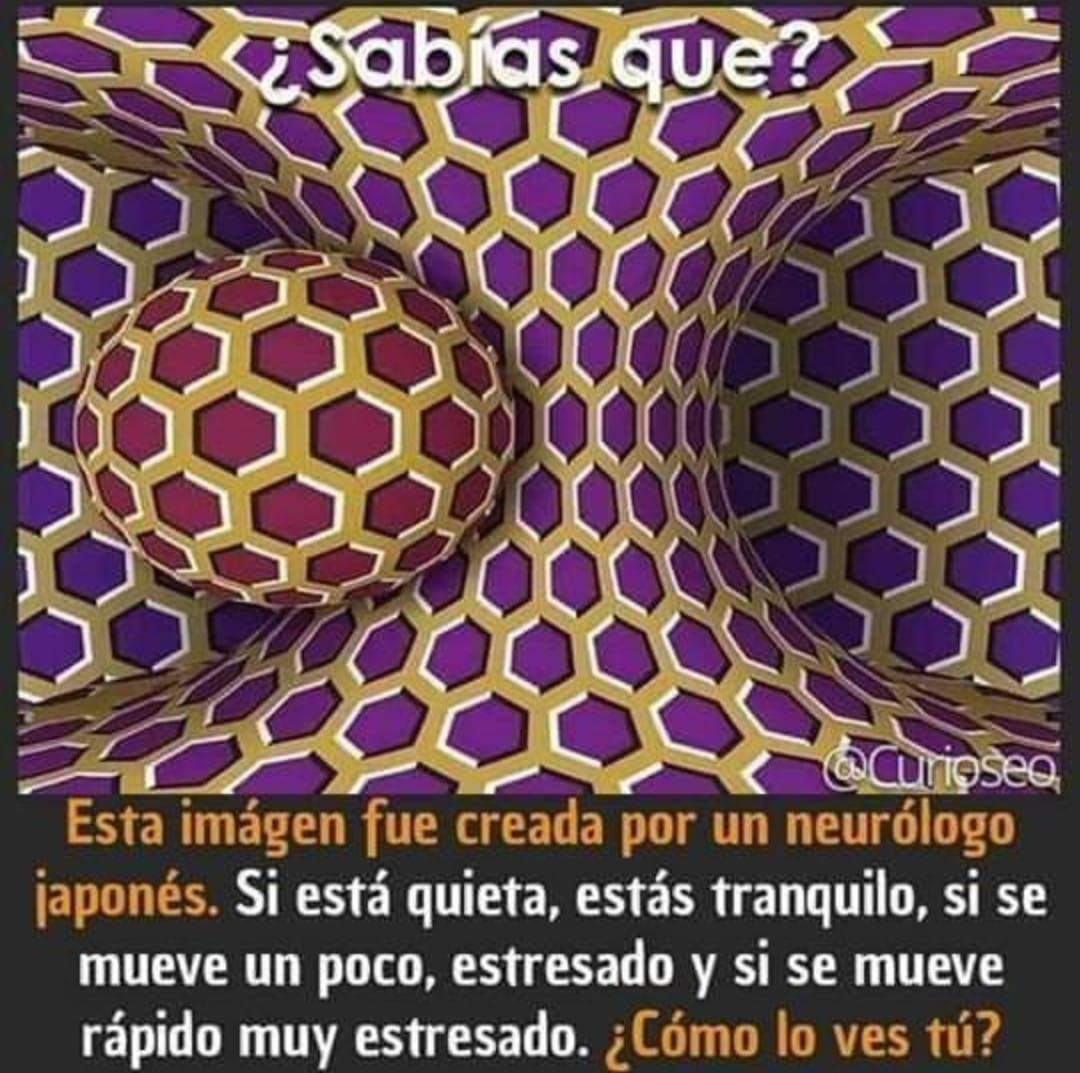 ¿Sabías que?
@Curioseo
Esta imágen fue creada por un neurólogo
japonés. Si está quieta, estás tranquilo, si se
mueve un poco, estresado y si se mueve
rápido muy estresado. ¿Cómo lo ves tú?